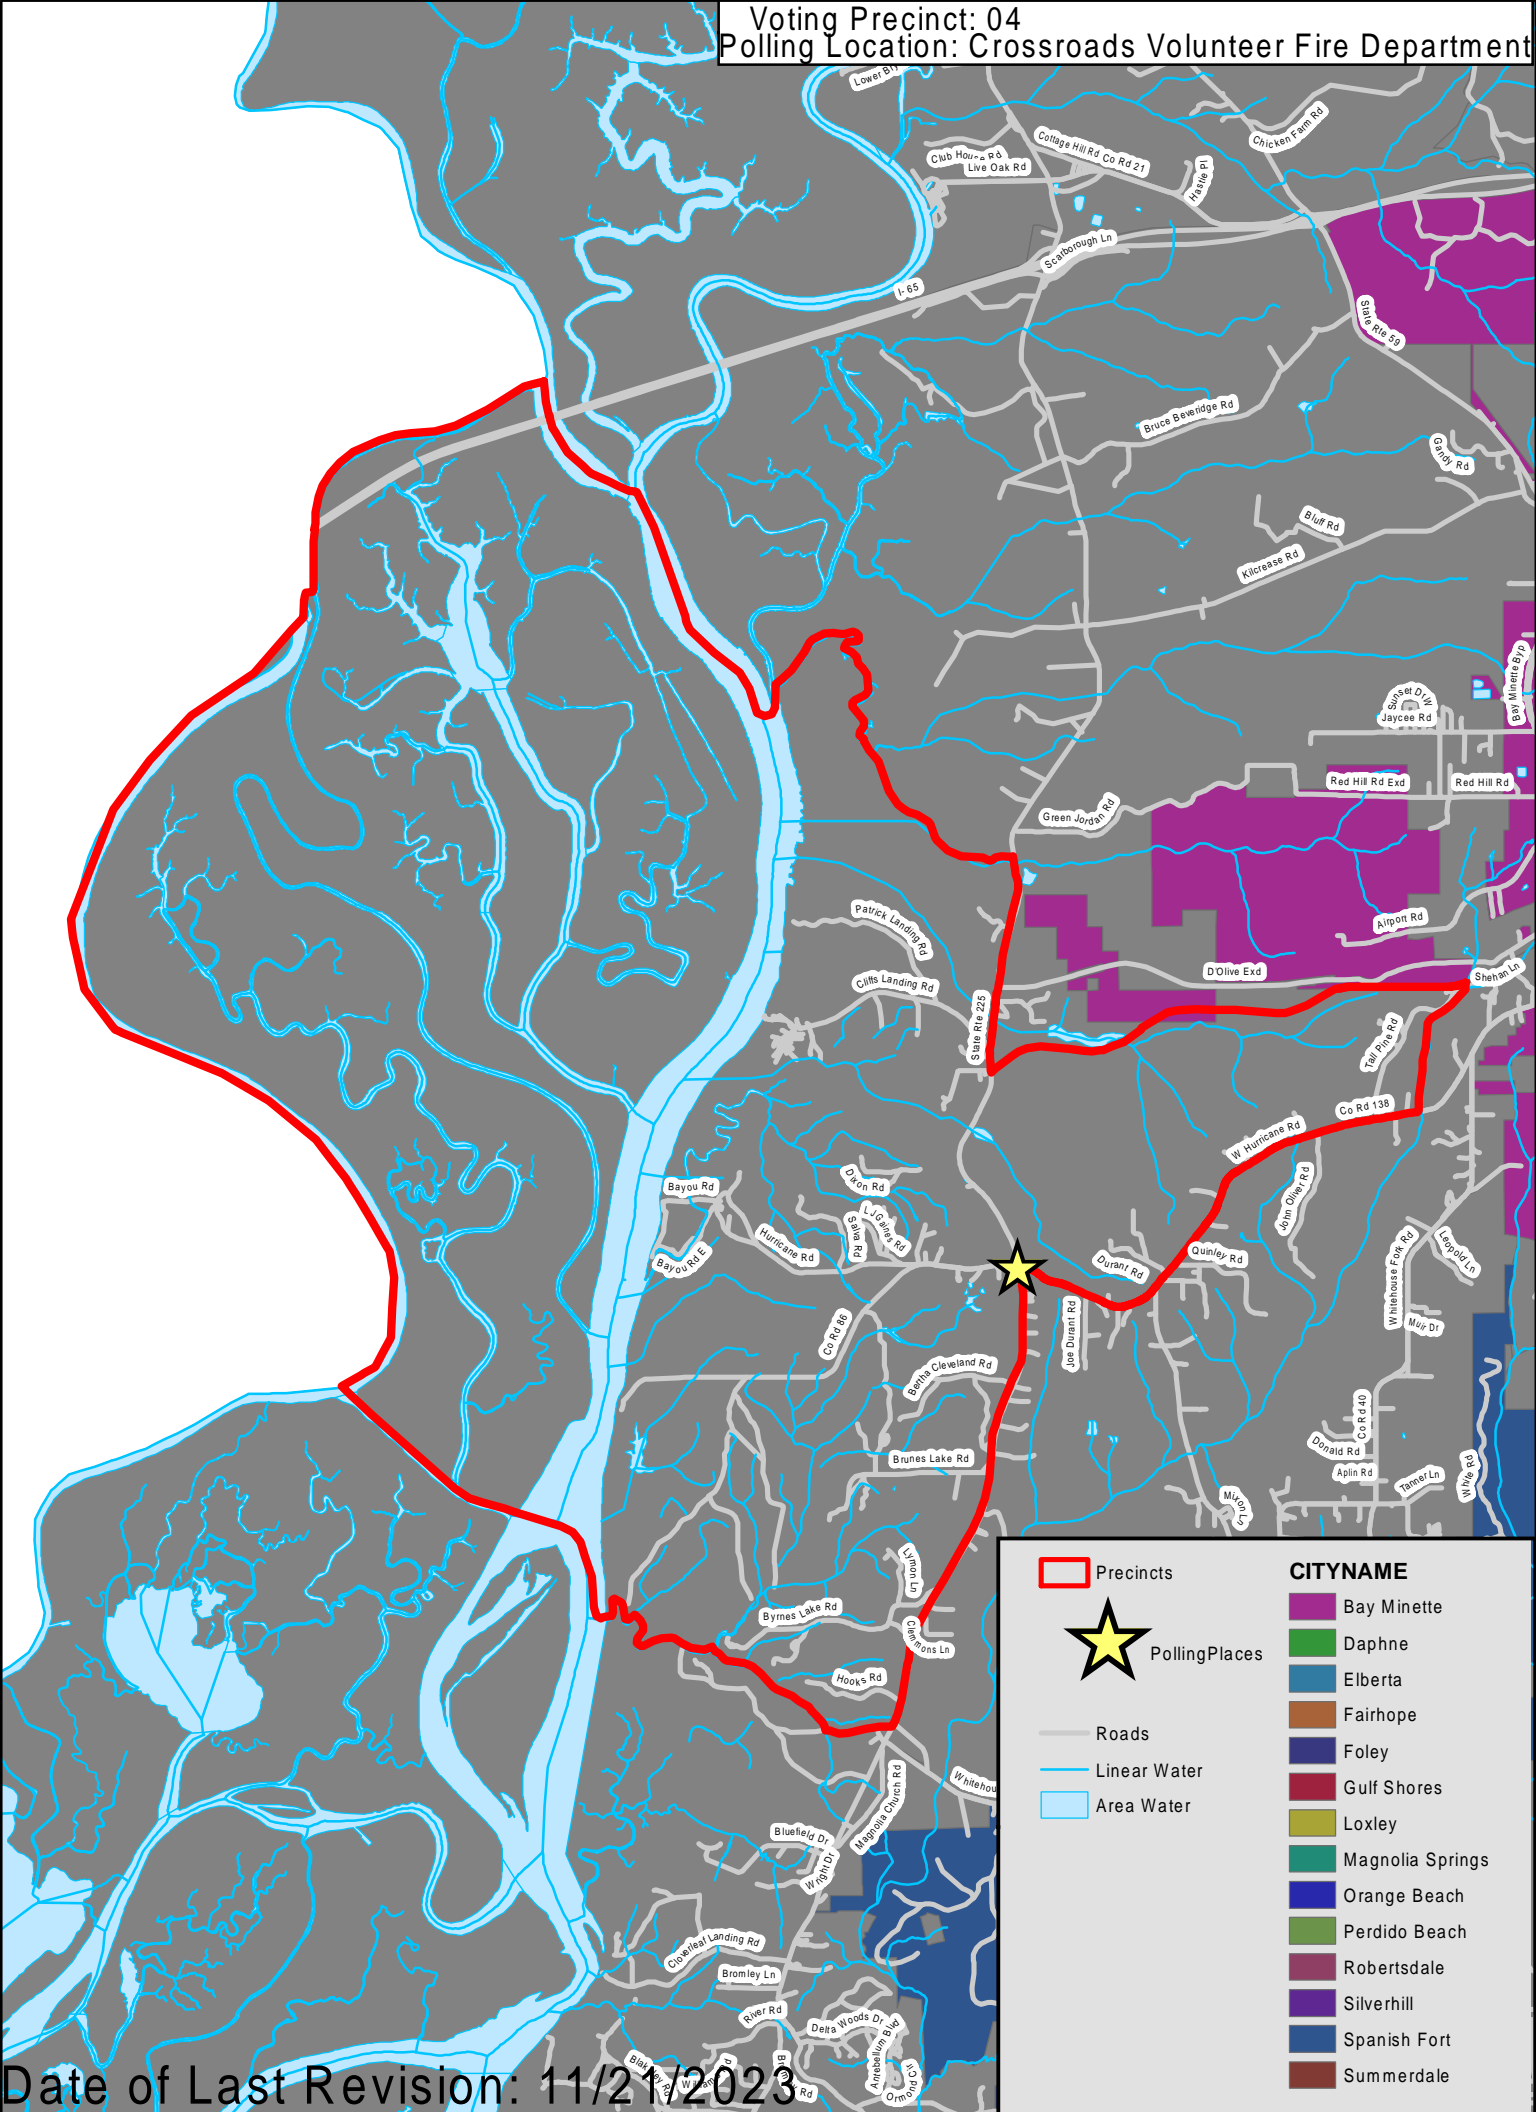 Voting Precinct: 04
Polling Location: Crossroads Volunteer Fire Department
Lower
Chicken Farm Rd
Cottage Hill Rd Co Rd 21
Club House Rd
Live Oak Rd
Hastie Pl
Scarborough Ln
I- 65
State Rte 59
Bruce Beveridge Rd
Gandy Rd
Bluff Rd
Kilcrease Rd
Bay Minette Byp
Sunset Dr W
Jaycee Rd
Red Hill Rd Exd
Red Hill Rd
Green Jordan Rd
Patrick Landing Rd
Airport Rd
D'Olive Exd
Shehan Ln
Cliffs Landing Rd
State Rte 225
Tall Pine Rd
Co Rd 138
W Hurricane Rd
Bayou Rd
Dixon Rd
John Oliver Rd
L J Gaines Rd
Salva Rd
Hurricane Rd
Bayou Rd E
Durant Rd
Quinley Rd
Whitehouse Fork Rd
Leopold Ln
Muir Dr
Joe Durant Rd
Co Rd 86
Bertha Cleveland Rd
Co Rd 40
Donald Rd
Brunes Lake Rd
Aplin Rd
Tanner Ln
White Rd
Mixon Ln
Lymon Ln
Byrnes Lake Rd
Clemmons Ln
Hooks Rd
Magnolia Church Rd
Bluefield Dr
Wright Dr
Cloverleaf Landing Rd
Bromley Ln
River Rd
Delta Woods Dr
Antebellum Blvd
Ormond Cir
Date of Last Revision: 11/21/2023
Precincts
PollingPlaces
Roads
Linear Water
Area Water
CITYNAME
Bay Minette
Daphne
Elberta
Fairhope
Foley
Gulf Shores
Loxley
Magnolia Springs
Orange Beach
Perdido Beach
Robertsdale
Silverhill
Spanish Fort
Summerdale